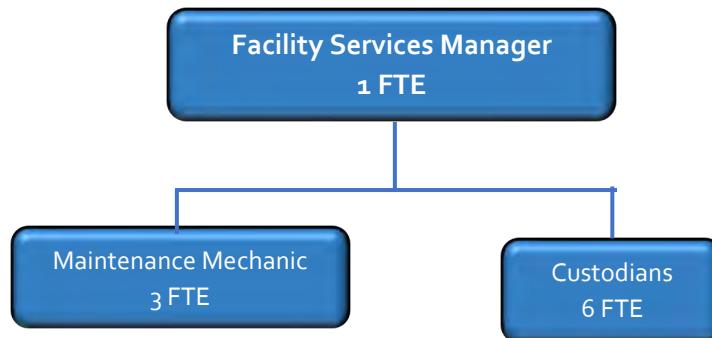 Facility Services Manager
1 FTE
Maintenance Mechanic
3 FTE
Custodians
6 FTE